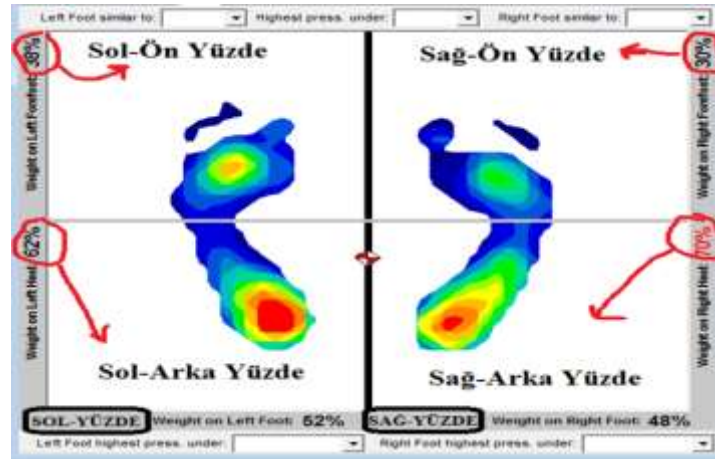 Left Foot similar to: Highest press. under: Right Foot similar to:
Sol-Ön Yüzde
Sağ-Ön Yüzde
Weight on Left Forefoot: 38%
Weight on Right Forefoot: 30%
Weight on Left Heel: 62%
Weight on Right Heel: 70%
Sol-Arka Yüzde
Sağ-Arka Yüzde
SOL-YÜZDE Weight on Left Foot: 52% SAĞ-YÜZDE Weight on Right Foot: 48%
Left Foot highest press. under: Right Foot highest press. under: